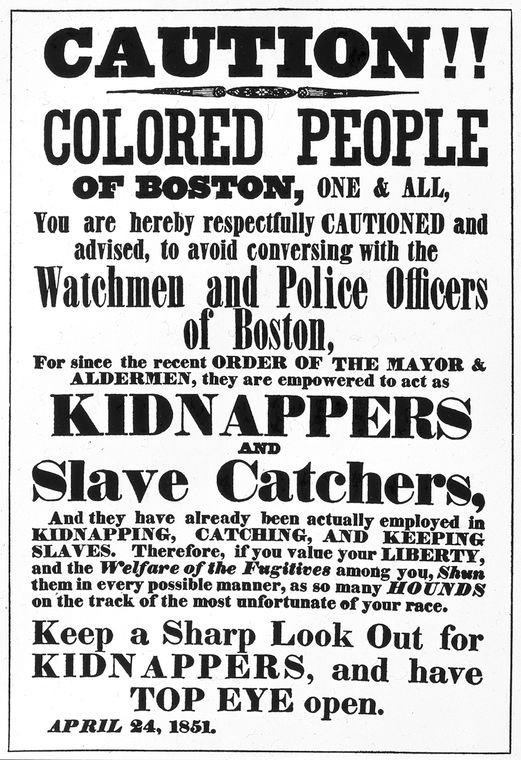 CAUTION!!
COLORED PEOPLE
OF BOSTON, ONE & ALL,
You are hereby respectfully CAUTIONED and
advised, to avoid conversing with the
Watchmen and Police Officers
of Boston,
For since the recent ORDER OF THE MAYOR &
ALDERMEN, they are empowered to act as
KIDNAPPERS
AND
Slave Catchers,
And they have already been actually employed in
KIDNAPPING, CATCHING, AND KEEPING
SLAVES. Therefore, if you value your LIBERTY,
and the Welfare of the Fugitives among you, Shun
them in every possible manner, as so many HOUNDS
on the track of the most unfortunate of your race.
Keep a Sharp Look Out for
KIDNAPPERS, and have
TOP EYE open.
APRIL 24, 1851.